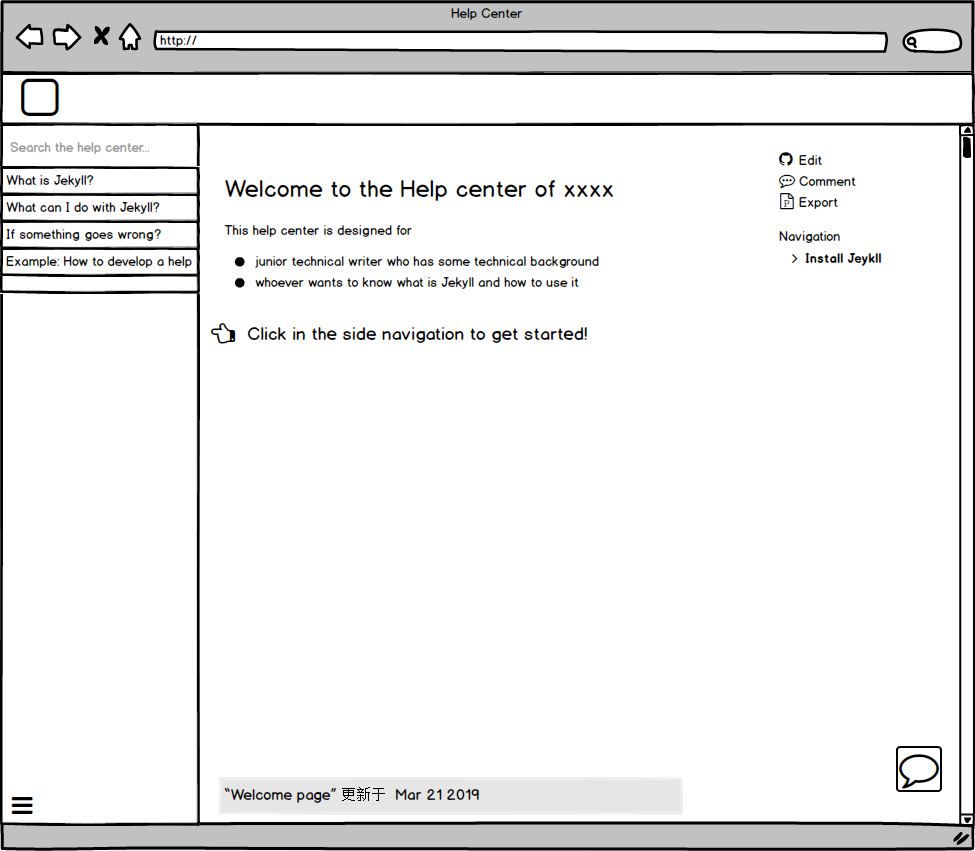 Help Center
http://
Search the help center...
What is Jekyll?
What can I do with Jekyll?
If something goes wrong?
Example: How to develop a help
Welcome to the Help center of xxxx
This help center is designed for
junior technical writer who has some technical background
whoever wants to know what is Jekyll and how to use it
Click in the side navigation to get started!
Edit
Comment
Export
Navigation
Install Jeykll
“Welcome page” 更新于 Mar 21 2019